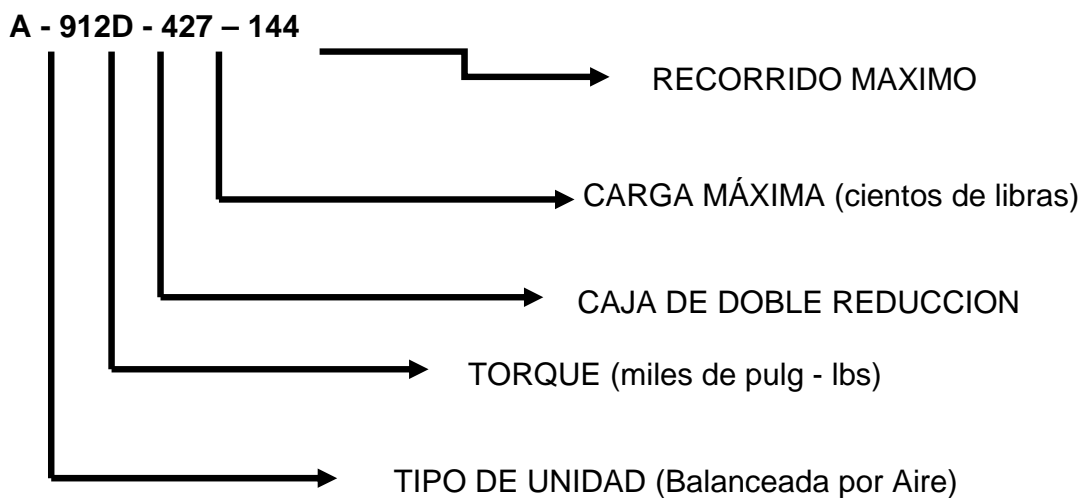 A - 912D - 427 – 144
RECORRIDO MAXIMO
CARGA MÁXIMA (cientos de libras)
CAJA DE DOBLE REDUCCION
TORQUE (miles de pulg - lbs)
TIPO DE UNIDAD (Balanceada por Aire)